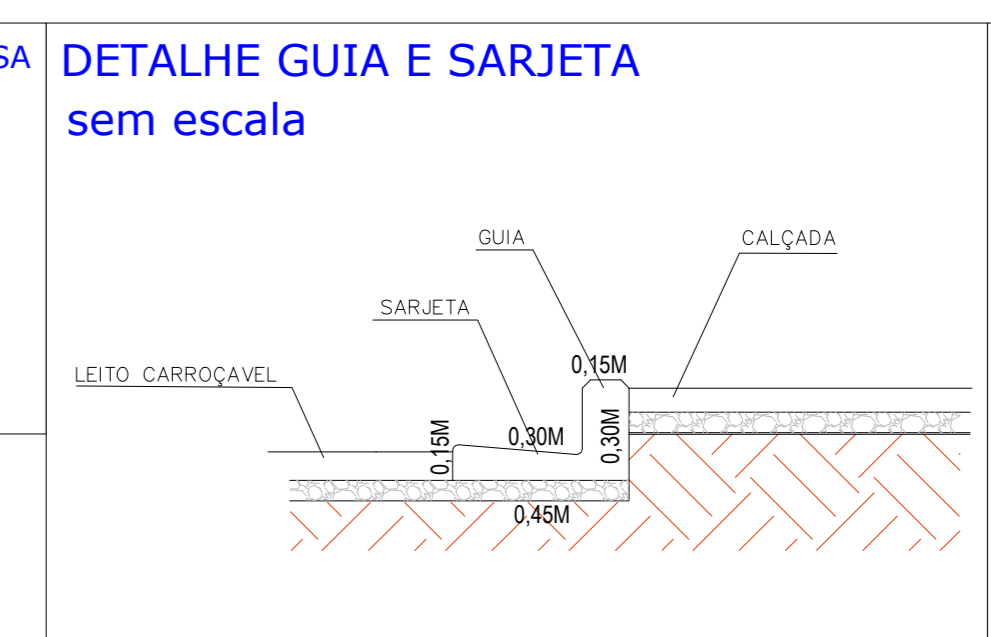 SA
DETALHE GUIA E SARJETA
sem escala
GUIA
CALÇADA
SARJETA
0,15M
LEITO CARROÇAVEL
0,15M
0,30M
0,30M
0,45M